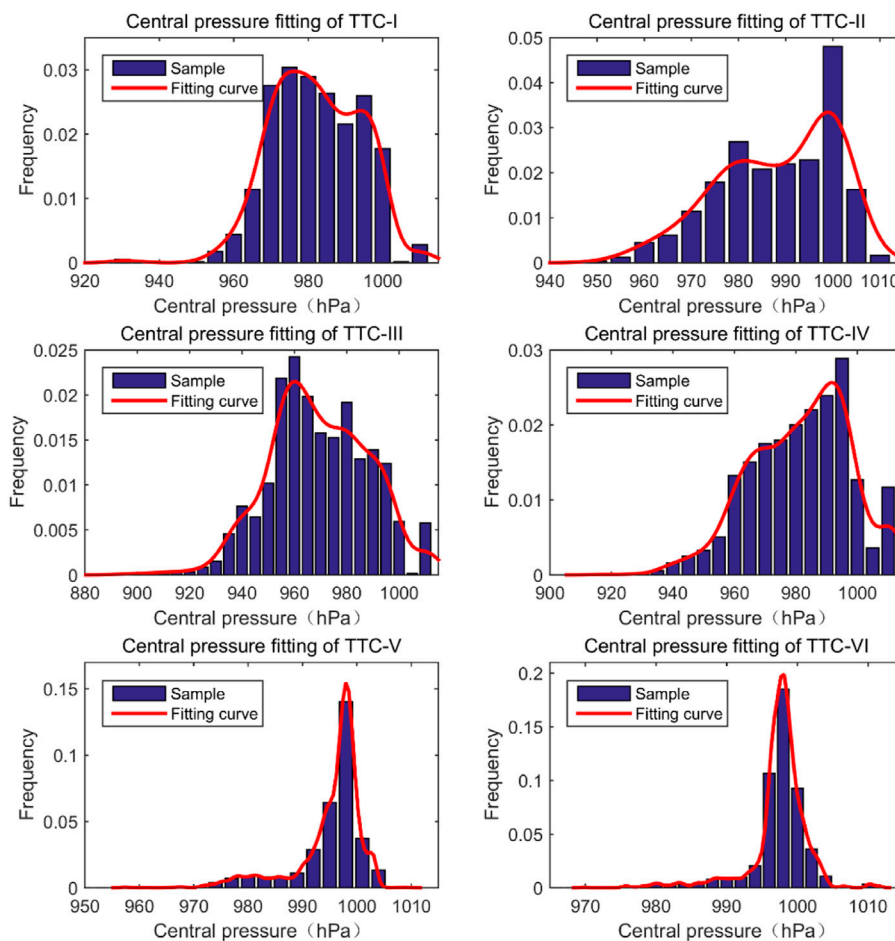 Central pressure fitting of TTC-I
0.03
0.02
0.01
0
Frequency
Sample
Fitting curve
920 940 960 980 1000
Central pressure（hPa）
Central pressure fitting of TTC-II
0.05
0.04
0.03
0.02
0.01
0
Frequency
Sample
Fitting curve
940 950 960 970 980 990 1000 1010
Central pressure（hPa）
Central pressure fitting of TTC-III
0.025
0.02
0.015
0.01
0.005
0
Frequency
Sample
Fitting curve
880 900 920 940 960 980 1000
Central pressure（hPa）
Central pressure fitting of TTC-IV
0.03
0.02
0.01
0
Frequency
Sample
Fitting curve
900 920 940 960 980 1000
Central pressure（hPa）
Central pressure fitting of TTC-V
0.15
0.1
0.05
0
Frequency
Sample
Fitting curve
950 960 970 980 990 1000 1010
Central pressure（hPa）
Central pressure fitting of TTC-VI
0.2
0.15
0.1
0.05
0
Frequency
Sample
Fitting curve
970 980 990 1000 1010
Central pressure（hPa）